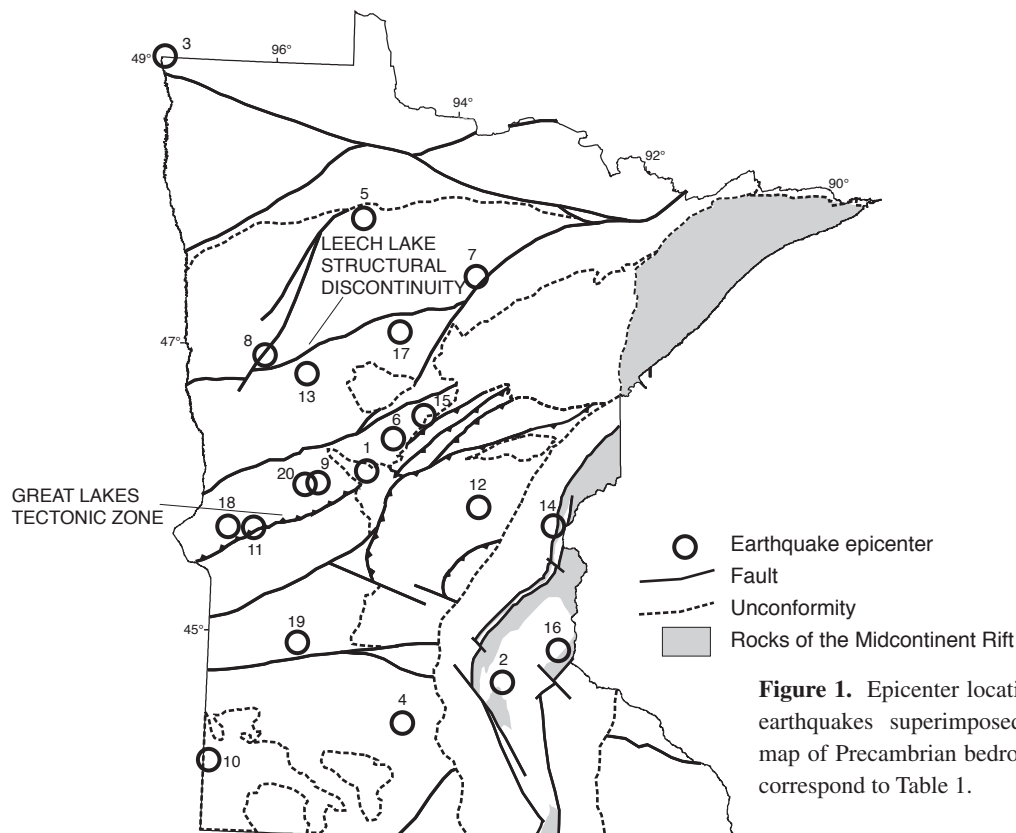 3
49°
96°
94°
92°
90°
5
LEECH LAKE
STRUCTURAL
DISCONTINUITY
7
47°
8
17
13
15
6
1
20
9
GREAT LAKES
TECTONIC ZONE
18
11
12
14
Earthquake epicenter
Fault
Unconformity
Rocks of the Midcontinent Rift
45°
19
16
2
4
10
Figure 1. Epicenter locati
earthquakes superimposed
map of Precambrian bedro
correspond to Table 1.